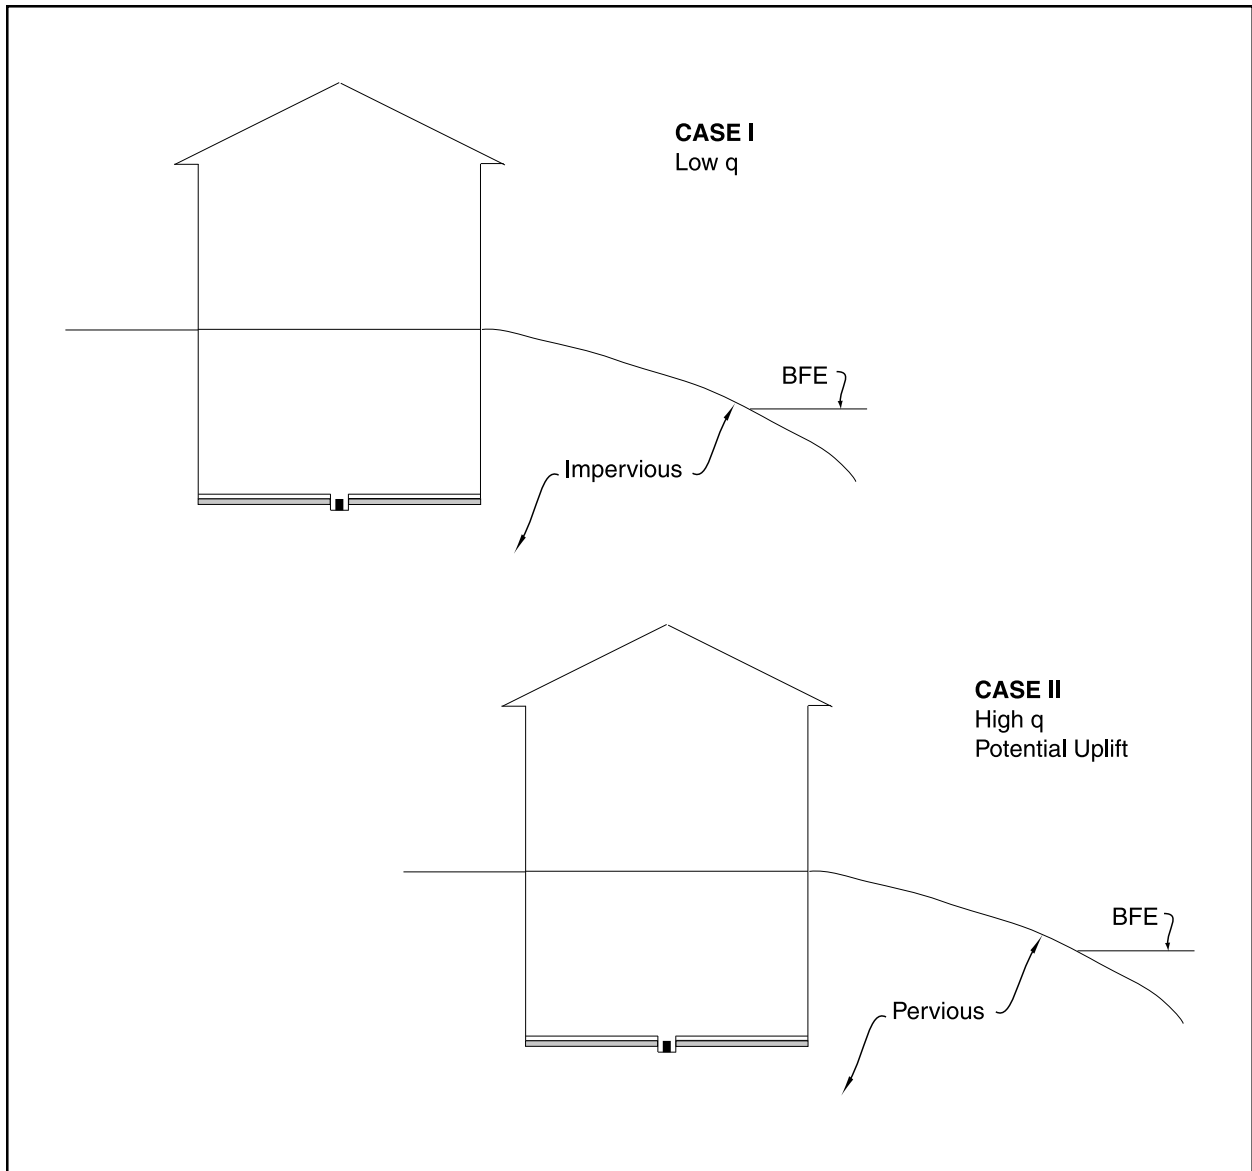 CASE I
Low q
BFE
Impervious
CASE II
High q
Potential Uplift
BFE
Pervious